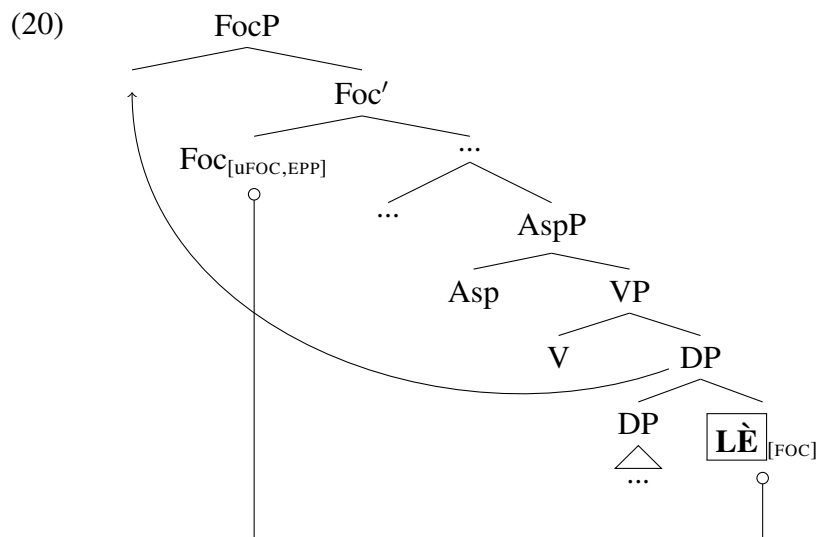 (20) FocP
Foc′
Foc[uFOC,EPP] ...
... AspP
Asp VP
V DP
DP LÈ[FOC]
...